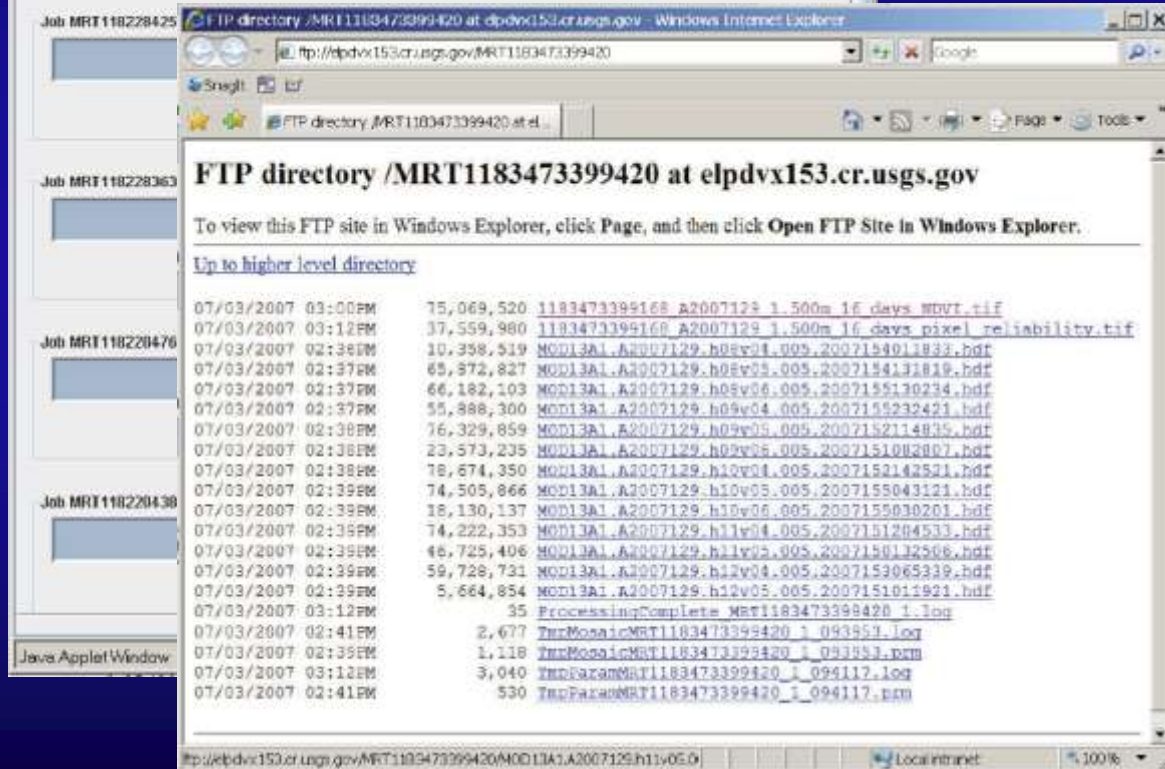 Job MRT118228425
Job MRT118228363
Job MRT118228476
Job MRT118228438
Java Applet Window
FTP directory /MRT1183473399420 at elpdvx153.cr.usgs.gov - Windows Internet Explorer
ftp://elpdvx153.cr.usgs.gov/MRT1183473399420
Google
SnagIt
FTP directory /MRT1183473399420 at el...
Page
Tools
FTP directory /MRT1183473399420 at elpdvx153.cr.usgs.gov
To view this FTP site in Windows Explorer, click Page, and then click Open FTP Site in Windows Explorer.
Up to higher level directory
07/03/2007 03:00PM 75,069,520 1183473399168_A2007129_1.500m_16_days_NDVI.tif
07/03/2007 03:12PM 37,559,980 1183473399168_A2007129_1.500m_16_days_pixel_reliability.tif
07/03/2007 02:36PM 10,358,519 MOD13A1.A2007129.h08v04.005.2007154011833.hdf
07/03/2007 02:37PM 65,872,827 MOD13A1.A2007129.h08v05.005.2007154131819.hdf
07/03/2007 02:37PM 66,182,103 MOD13A1.A2007129.h08v06.005.2007155130234.hdf
07/03/2007 02:37PM 55,888,300 MOD13A1.A2007129.h09v04.005.2007155232421.hdf
07/03/2007 02:38PM 76,329,859 MOD13A1.A2007129.h09v05.005.2007152114835.hdf
07/03/2007 02:38PM 23,573,235 MOD13A1.A2007129.h09v06.005.2007151082807.hdf
07/03/2007 02:38PM 78,674,350 MOD13A1.A2007129.h10v04.005.2007152142521.hdf
07/03/2007 02:39PM 74,505,866 MOD13A1.A2007129.h10v05.005.2007155043121.hdf
07/03/2007 02:39PM 18,130,137 MOD13A1.A2007129.h10v06.005.2007155030201.hdf
07/03/2007 02:39PM 74,222,353 MOD13A1.A2007129.h11v04.005.2007151204533.hdf
07/03/2007 02:39PM 46,725,406 MOD13A1.A2007129.h11v05.005.2007150132506.hdf
07/03/2007 02:39PM 59,728,731 MOD13A1.A2007129.h12v04.005.2007153065339.hdf
07/03/2007 02:39PM 5,664,854 MOD13A1.A2007129.h12v05.005.2007151011921.hdf
07/03/2007 03:12PM 35 ProcessingComplete_MRT1183473399420_1.log
07/03/2007 02:41PM 2,677 TmpMosaicMRT1183473399420_1_093953.log
07/03/2007 02:39PM 1,118 TmpMosaicMRT1183473399420_1_093953.prm
07/03/2007 03:12PM 3,040 TmpParamMRT1183473399420_1_094117.log
07/03/2007 02:41PM 530 TmpParamMRT1183473399420_1_094117.prm
ftp://elpdvx153.cr.usgs.gov/MRT1183473399420/MOD13A1.A2007129.h11v05.0
Local intranet
100%